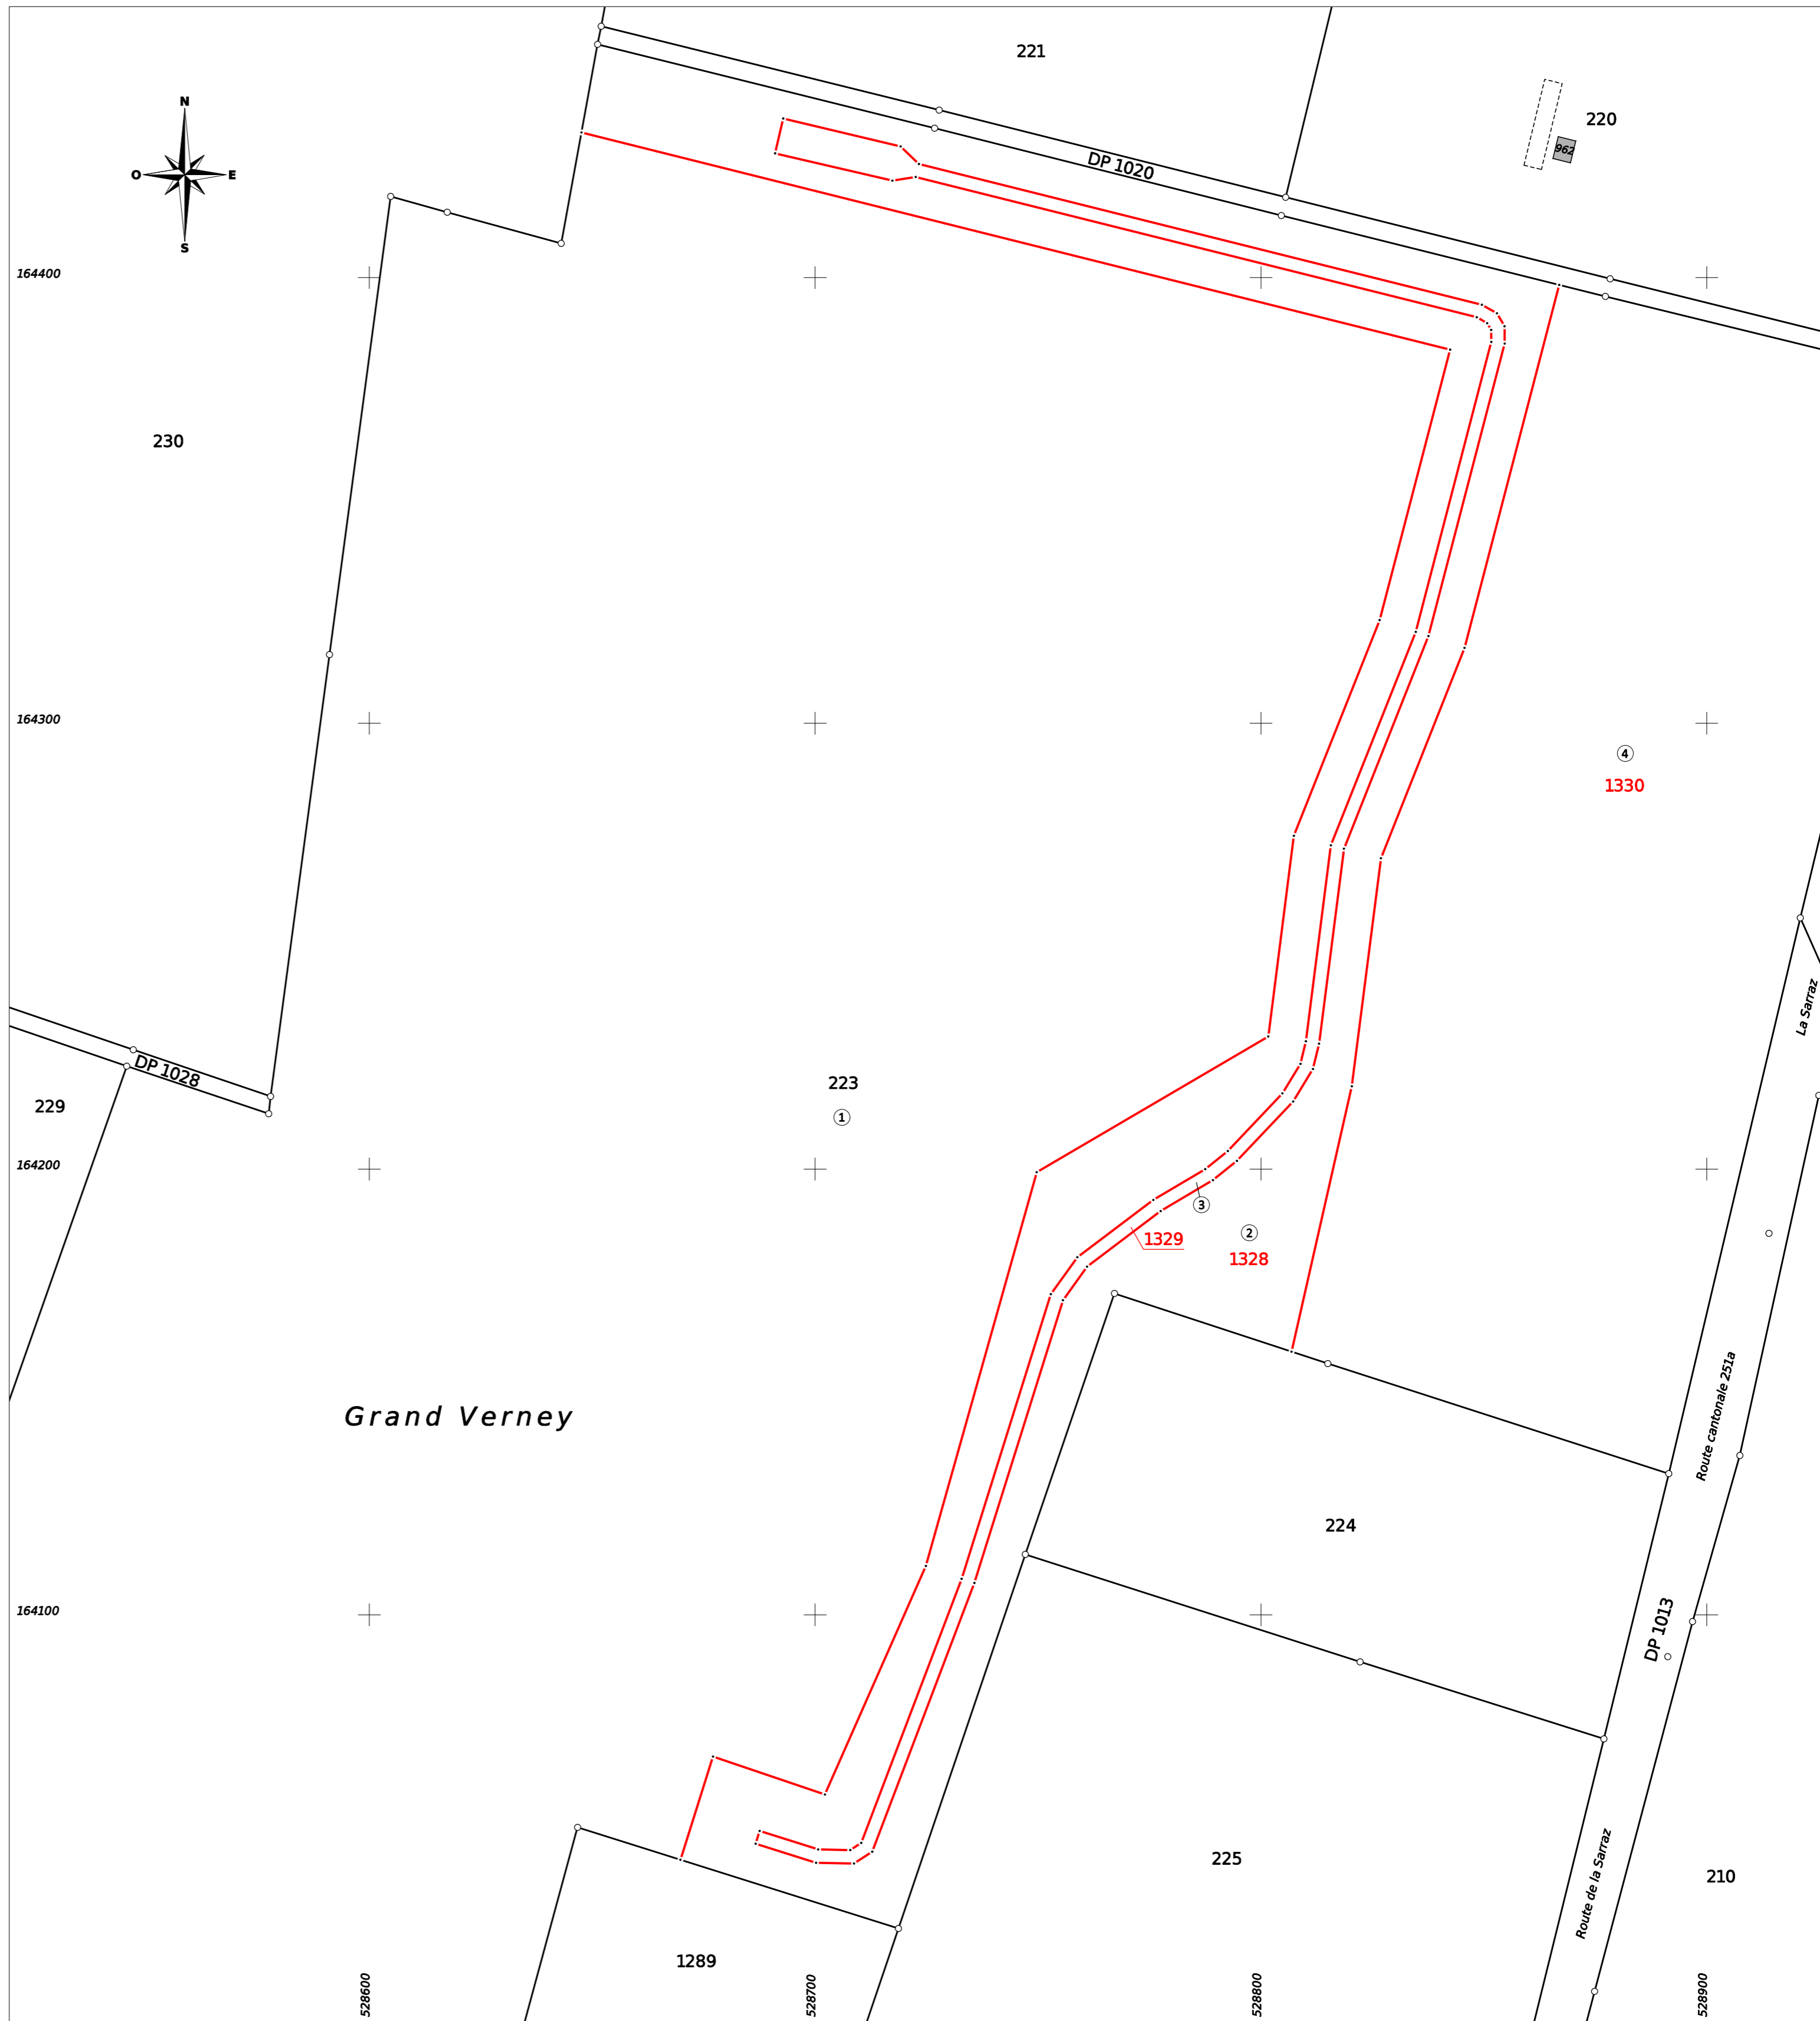 221
N
DP 1020
220
962
O
E
S
164400
230
164300
4
1330
La Sarraz
DP 1028
223
229
1
164200
3
1329
2
1328
Route cantonale 251a
Grand Verney
224
164100
DP 1013
Route de la Sarraz
225
210
1289
528600
528700
528800
528900